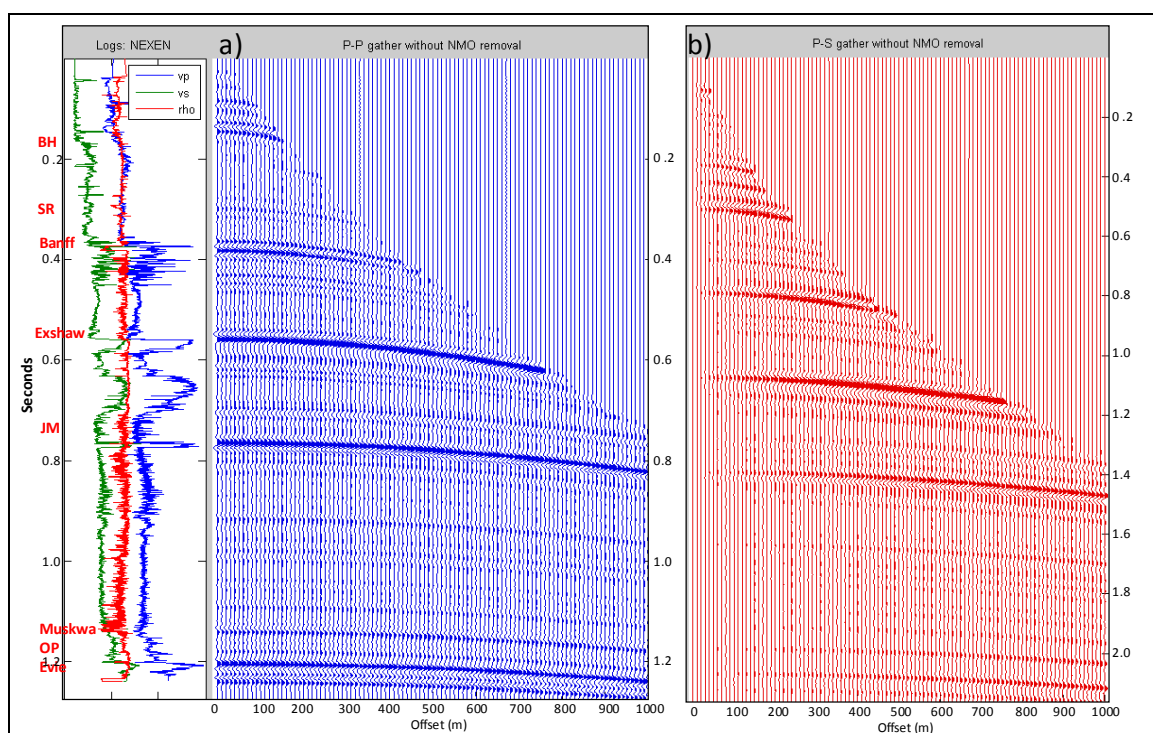 Logs: NEXEN
a)
P-P gather without NMO removal
b)
P-S gather without NMO removal
vp
vs
rho
BH
SR
Banff
Exshaw
JM
Muskwa
OP
Evie
Seconds
0.2
0.4
0.6
0.8
1.0
1.2
0.2
0.4
0.6
0.8
1.0
1.2
0.2
0.4
0.6
0.8
1.0
1.2
1.4
1.6
1.8
2.0
0 100 200 300 400 500 600 700 800 900 1000
Offset (m)
0 100 200 300 400 500 600 700 800 900 1000
Offset (m)